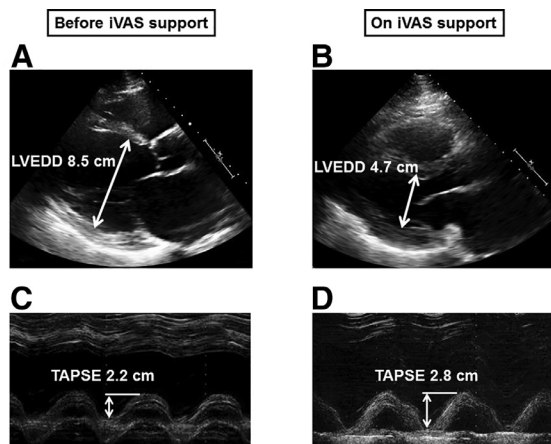 Before iVAS support
On iVAS support
A
B
LVEDD 8.5 cm
LVEDD 4.7 cm
C
D
TAPSE 2.2 cm
TAPSE 2.8 cm